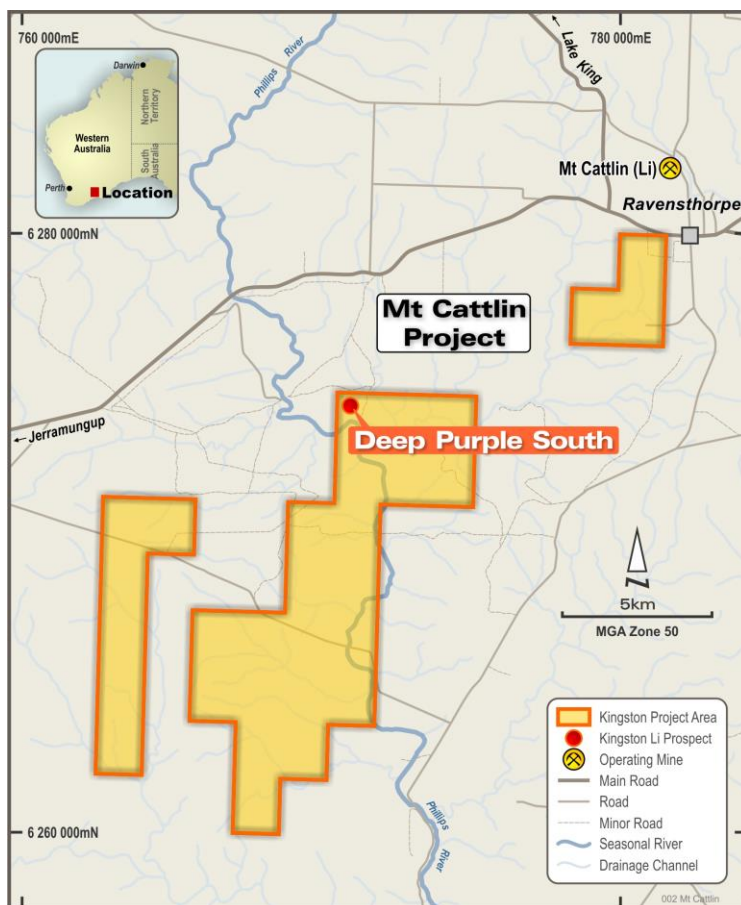 760 000mE
780 000mE
Phillips River
Lake King
Darwin
Northern Territory
Western Australia
South Australia
Perth
Location
Mt Cattlin (Li)
Ravensthorpe
6 280 000mN
Mt Cattlin
Project
Deep Purple South
Jerramungup
5km
MGA Zone 50
Kingston Project Area
Kingston Li Prospect
Operating Mine
Main Road
Road
Minor Road
Seasonal River
Drainage Channel
6 260 000mN
Phillips River
N
002 Mt Cattlin